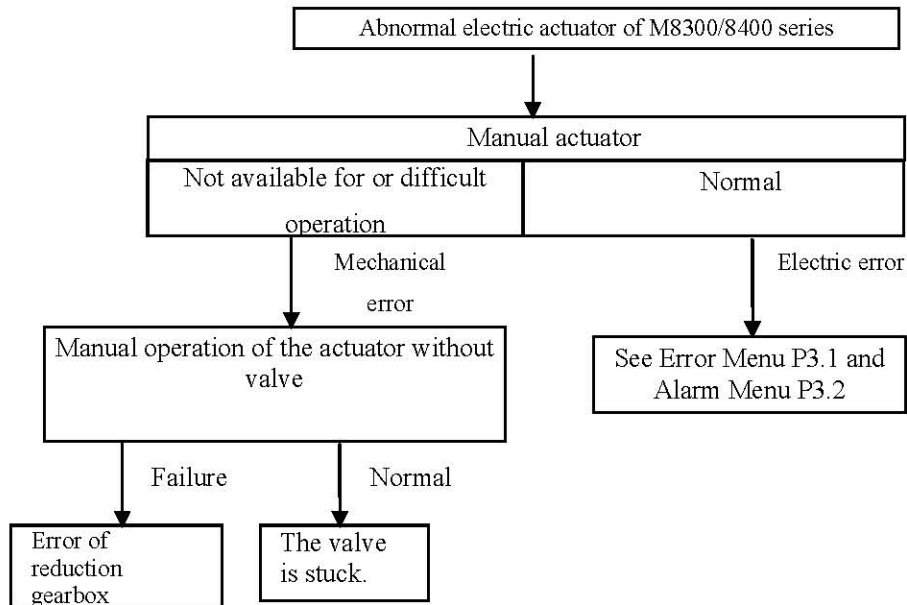 Abnormal electric actuator of M8300/8400 series
Manual actuator
Not available for or difficult
operation
Normal
Mechanical
error
Electric error
Manual operation of the actuator without
valve
See Error Menu P3.1 and
Alarm Menu P3.2
Failure
Normal
Error of
reduction
gearbox
The valve
is stuck.